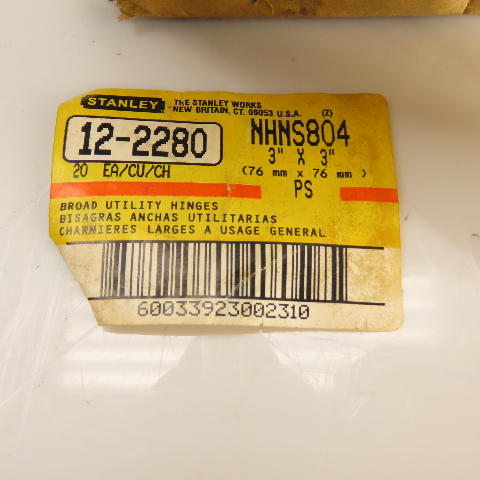 STANLEY
THE STANLEY WORKS
NEW BRITAIN, CT. 06053 U.S.A.
(Z)
12-2280
NHNS804
3" X 3"
20 EA/CU/CH
(76 mm x 76 mm)
PS
BROAD UTILITY HINGES
BISAGRAS ANCHAS UTILITARIAS
CHARNIERES LARGES A USAGE GENERAL
60033923002310